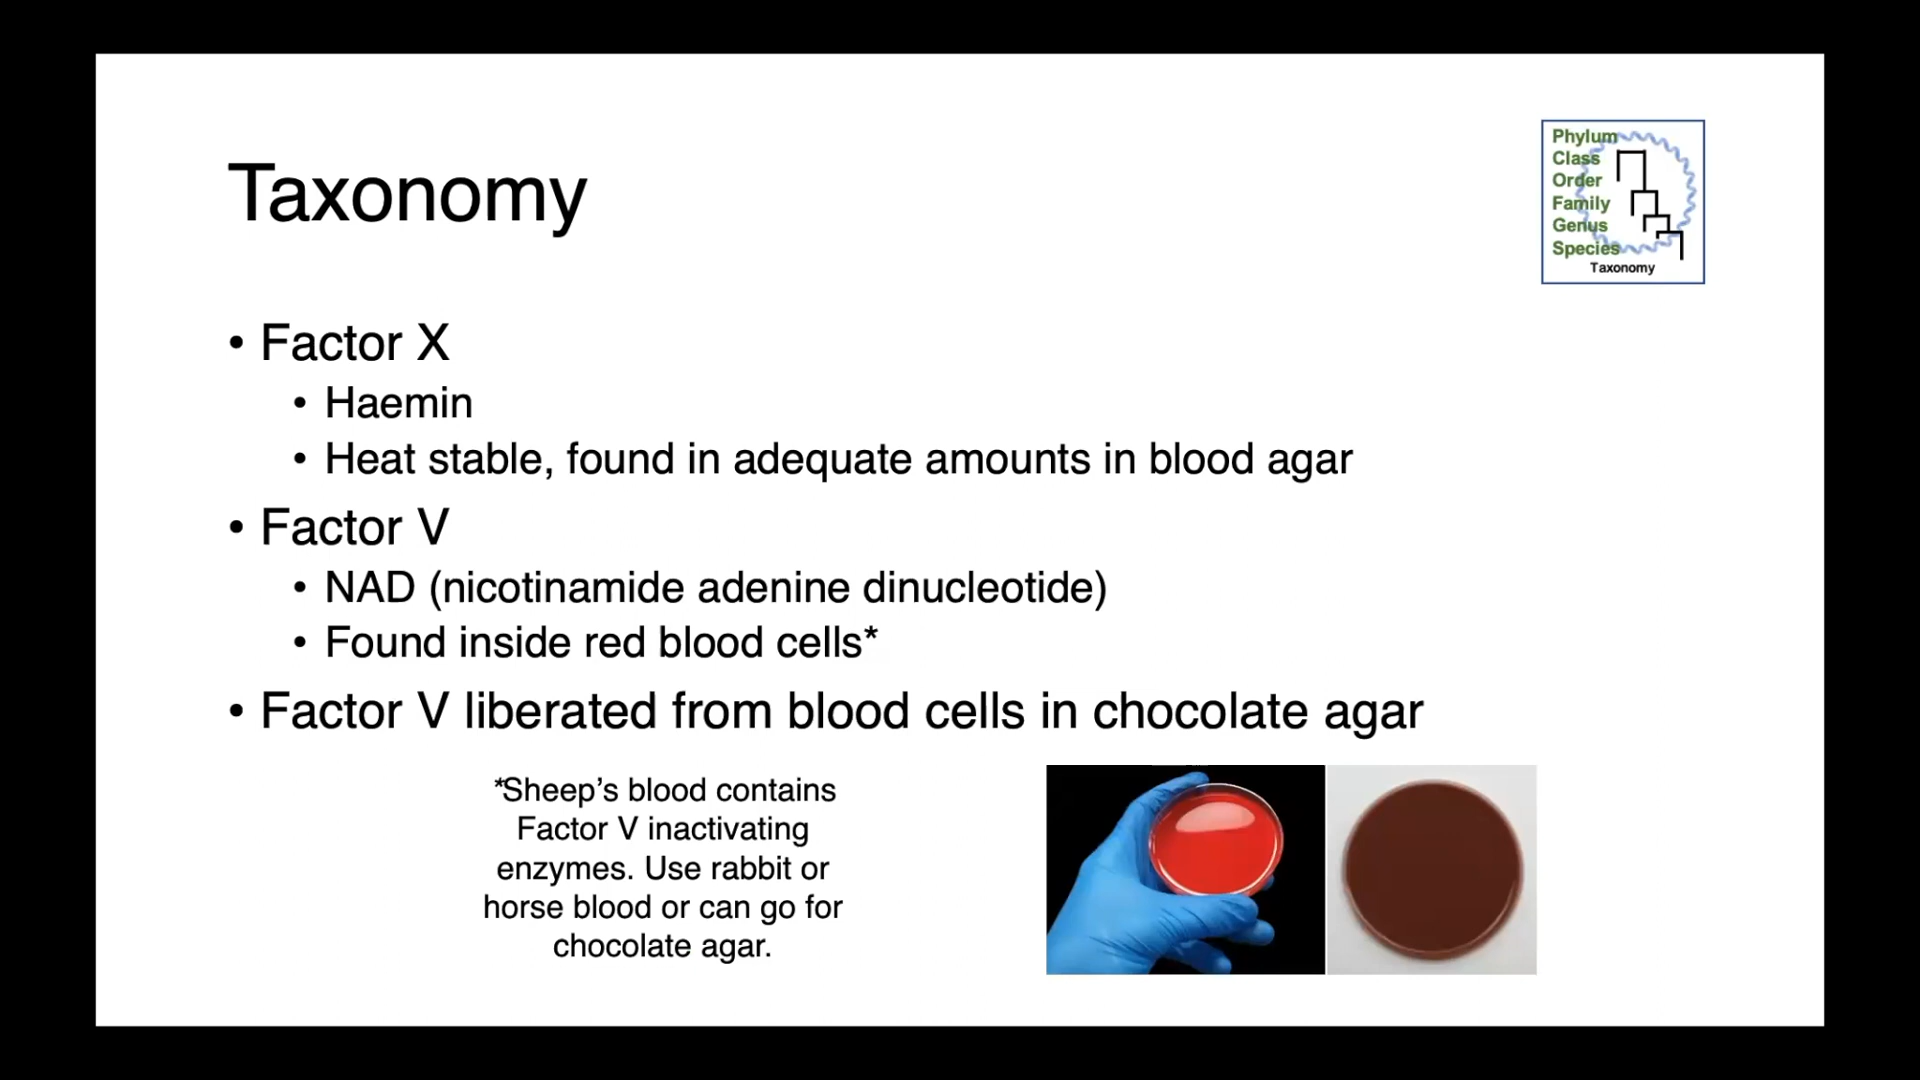 Taxonomy
Phylum
Class
Order
Family
Genus
Species
Taxonomy
• Factor X
• Haemin
• Heat stable, found in adequate amounts in blood agar
• Factor V
• NAD (nicotinamide adenine dinucleotide)
• Found inside red blood cells*
• Factor V liberated from blood cells in chocolate agar
*Sheep’s blood contains
Factor V inactivating
enzymes. Use rabbit or
horse blood or can go for
chocolate agar.